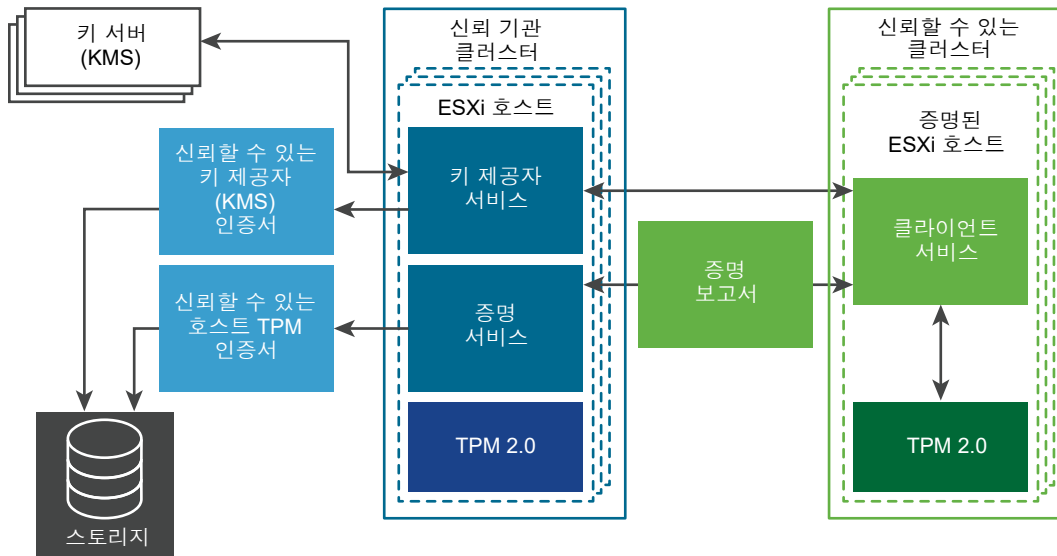 키 서버
(KMS)
신뢰 기관
클러스터
신뢰할 수 있는
클러스터
ESXi 호스트
증명된
ESXi 호스트
신뢰할 수 있는
키 제공자
(KMS)
인증서
키 제공자
서비스
클라이언트
서비스
증명
보고서
신뢰할 수 있는
호스트 TPM
인증서
증명
서비스
TPM 2.0
TPM 2.0
스토리지